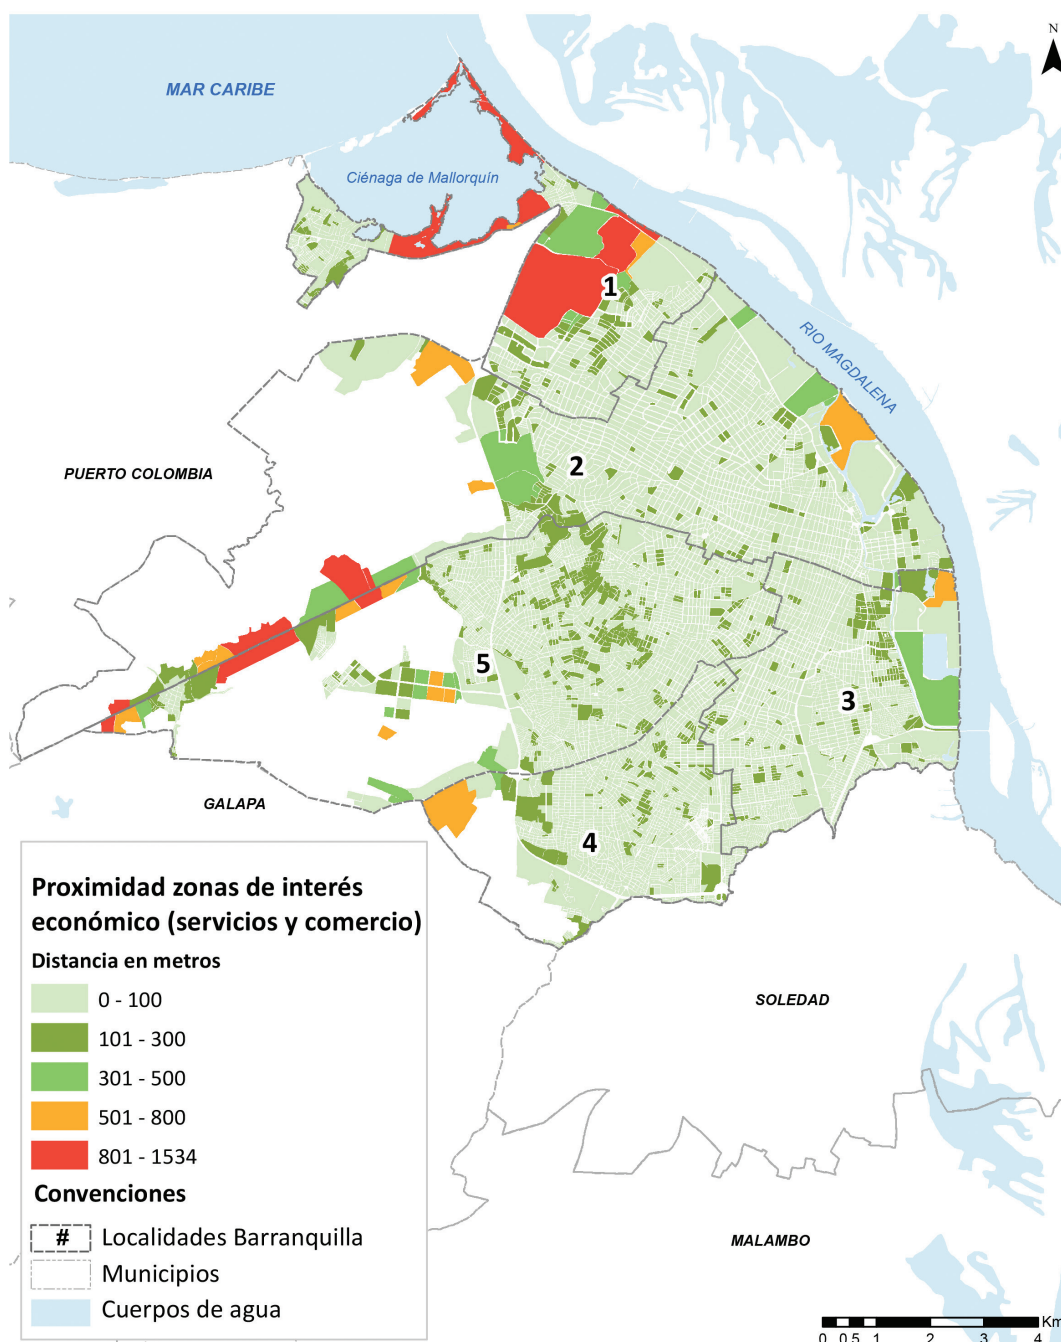 N
MAR CARIBE
Ciénaga de Mallorquín
1
RIO MAGDALENA
2
PUERTO COLOMBIA
5
3
GALAPA
4
Proximidad zonas de interés
económico (servicios y comercio)
Distancia en metros
0 - 100
101 - 300
301 - 500
501 - 800
801 - 1534
Convenciones
# Localidades Barranquilla
Municipios
Cuerpos de agua
SOLEDAD
MALAMBO
Km
0 0.5 1 2 3 4